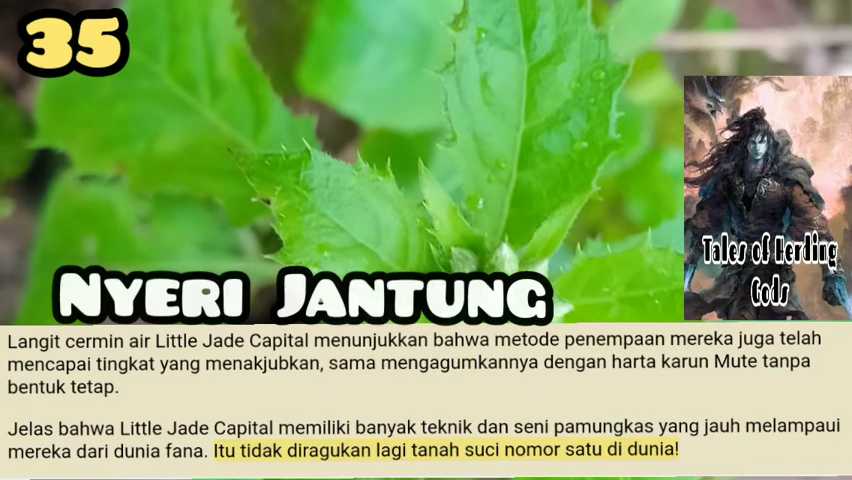 35
Tales of Herding
Gods
Nyeri Jantung
Langit cermin air Little Jade Capital menunjukkan bahwa metode penempaan mereka juga telah
mencapai tingkat yang menakjubkan, sama mengagumkannya dengan harta karun Mute tanpa
bentuk tetap.
Jelas bahwa Little Jade Capital memiliki banyak teknik dan seni pamungkas yang jauh melampaui
mereka dari dunia fana. Itu tidak diragukan lagi tanah suci nomor satu di dunia!